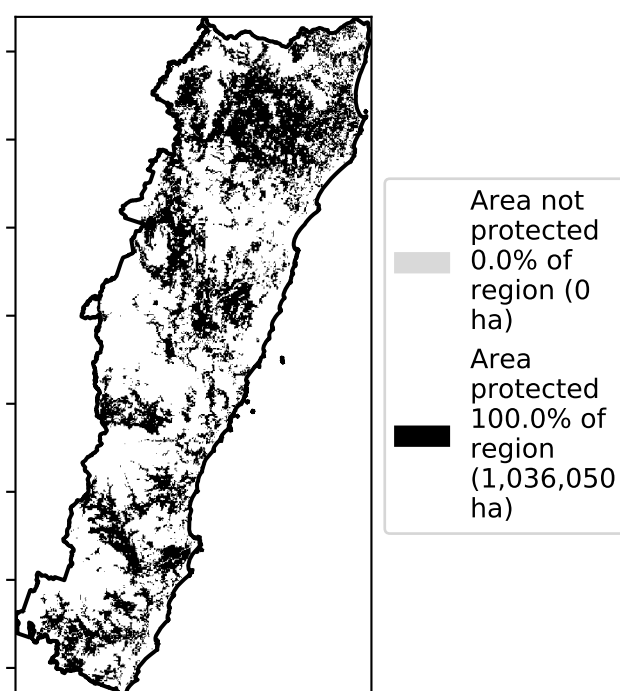 Area not
protected
0.0% of
region (0
ha)
Area
protected
100.0% of
region
(1,036,050
ha)